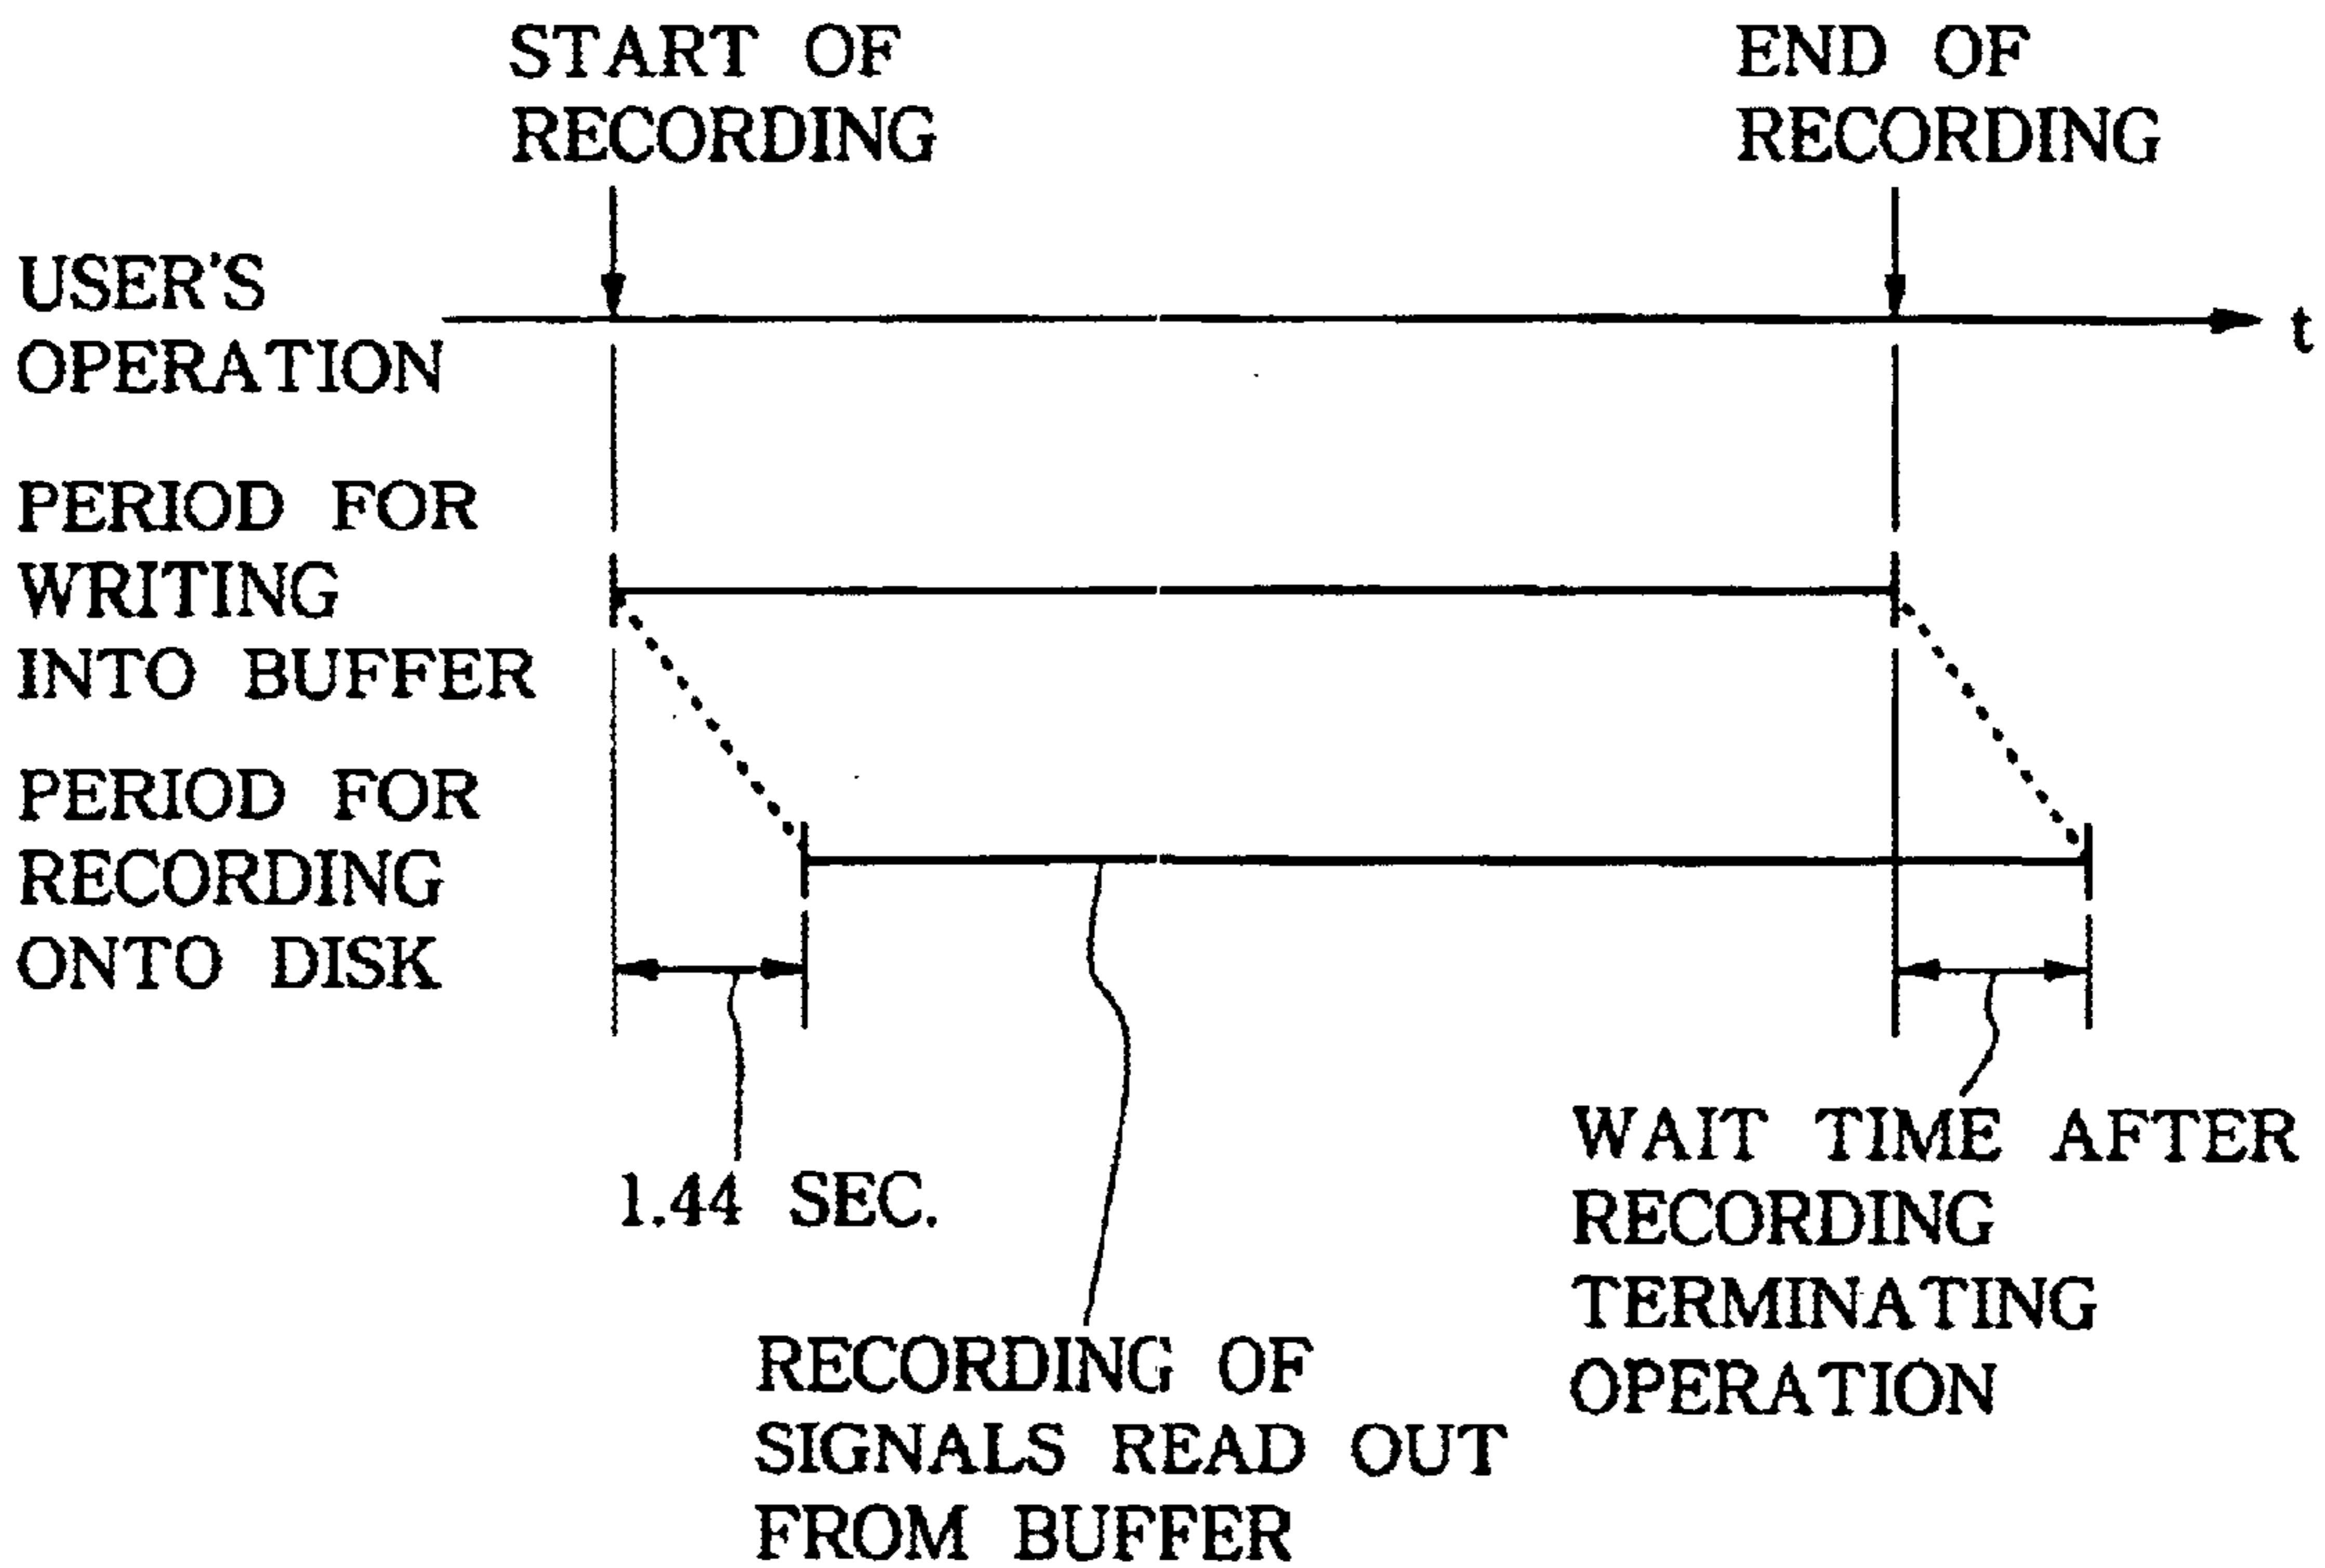 START OF
RECORDING
END OF
RECORDING
USER'S
OPERATION
t
PERIOD FOR
WRITING
INTO BUFFER
PERIOD FOR
RECORDING
ONTO DISK
1.44 SEC.
WAIT TIME AFTER
RECORDING
TERMINATING
OPERATION
RECORDING OF
SIGNALS READ OUT
FROM BUFFER